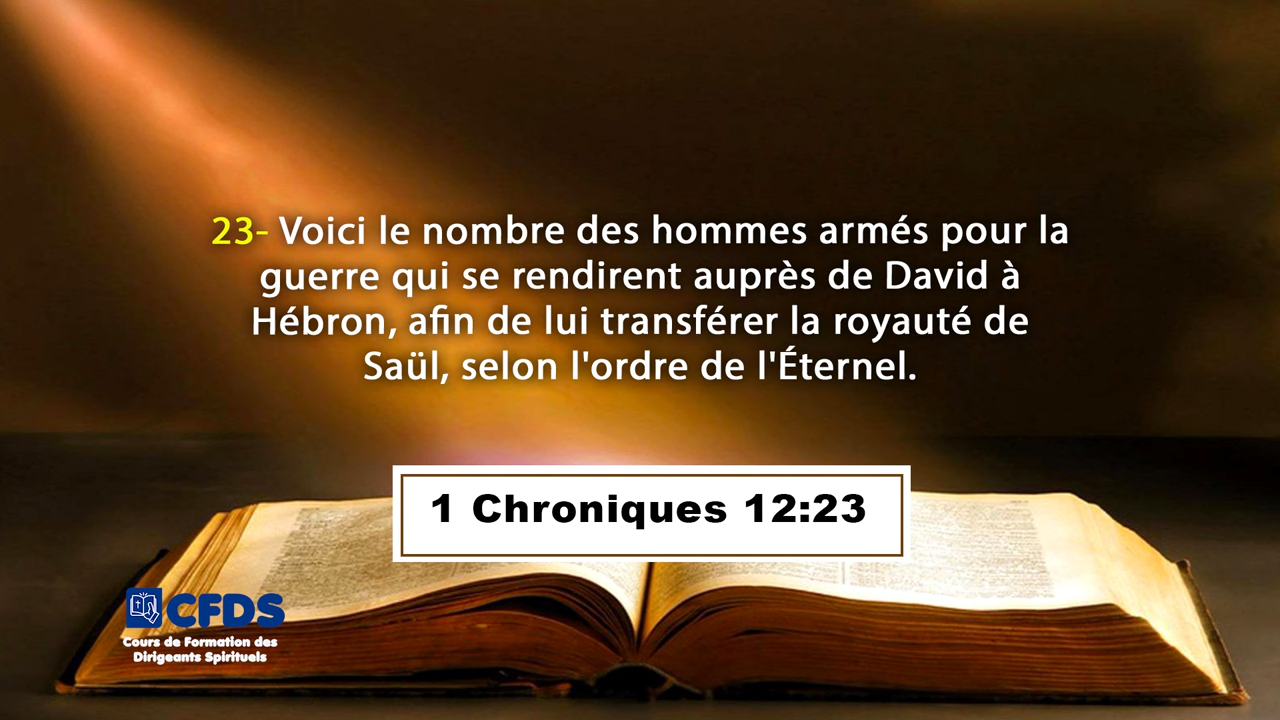 23- Voici le nombre des hommes armés pour la
guerre qui se rendirent auprès de David à
Hébron, afin de lui transférer la royauté de
Saül, selon l'ordre de l'Éternel.
1 Chroniques 12:23
CFDS
Cours de Formation des
Dirigeants Spirituels